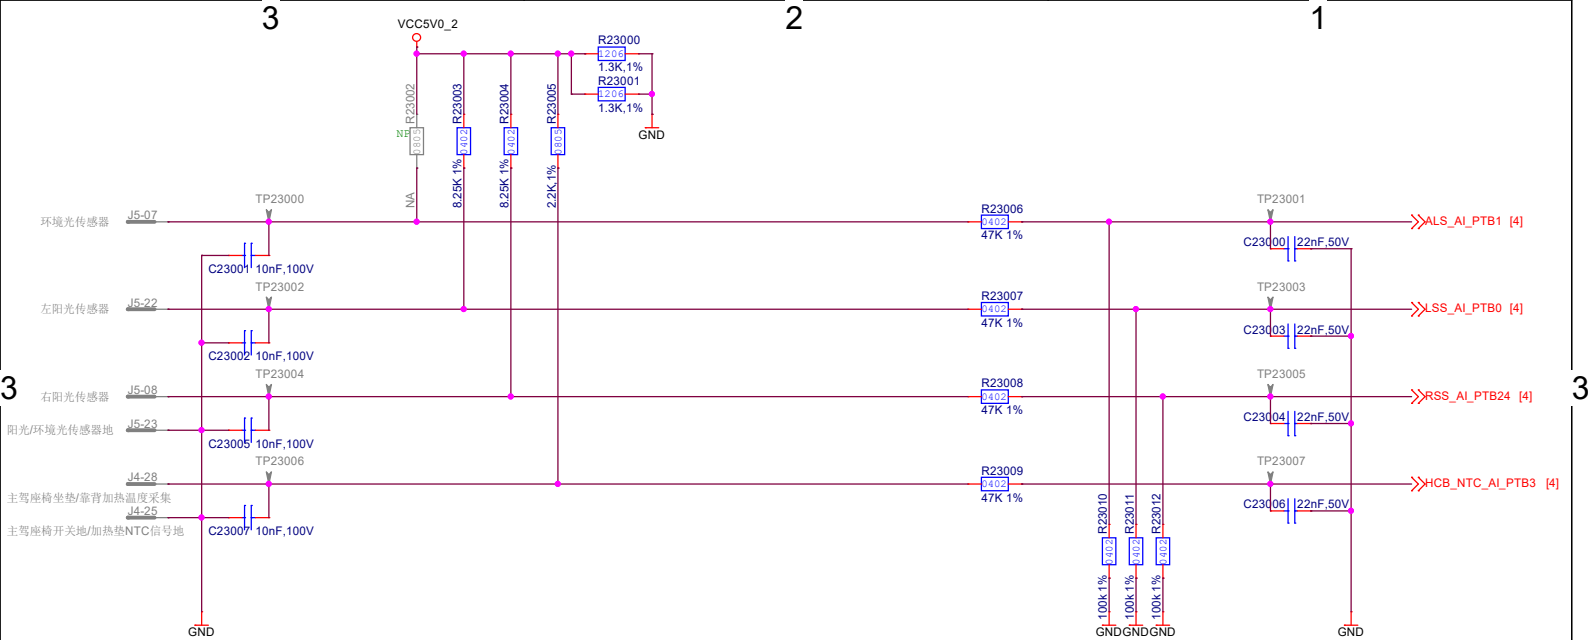 3
2
1
VCC5V0_2
R23000
1206
1.3K,1%
R23001
1206
1.3K,1%
GND
R23002
NP
0805
NA
R23003
0402
8.25K 1%
R23004
0402
8.25K 1%
R23005
0805
2.2K,1%
环境光传感器
J5-07
TP23000
C23001 10nF,100V
R23006
0402
47K 1%
TP23001
C23000 22nF,50V
ALS_AI_PTB1 [4]
左阳光传感器
J5-22
TP23002
C23002 10nF,100V
R23007
0402
47K 1%
TP23003
C23003 22nF,50V
LSS_AI_PTB0 [4]
3
右阳光传感器
J5-08
TP23004
R23008
0402
47K 1%
TP23005
C23004 22nF,50V
RSS_AI_PTB24 [4]
3
阳光/环境光传感器地
J5-23
C23005 10nF,100V
TP23006
J4-28
主驾座椅坐垫/靠背加热温度采集
R23009
0402
47K 1%
TP23007
C23006 22nF,50V
HCB_NTC_AI_PTB3 [4]
J4-25
主驾座椅开关地/加热垫NTC信号地
C23007 10nF,100V
R23010
0402
100k 1%
R23011
0402
100k 1%
R23012
0402
100k 1%
GND
GND
GND
GND
GND